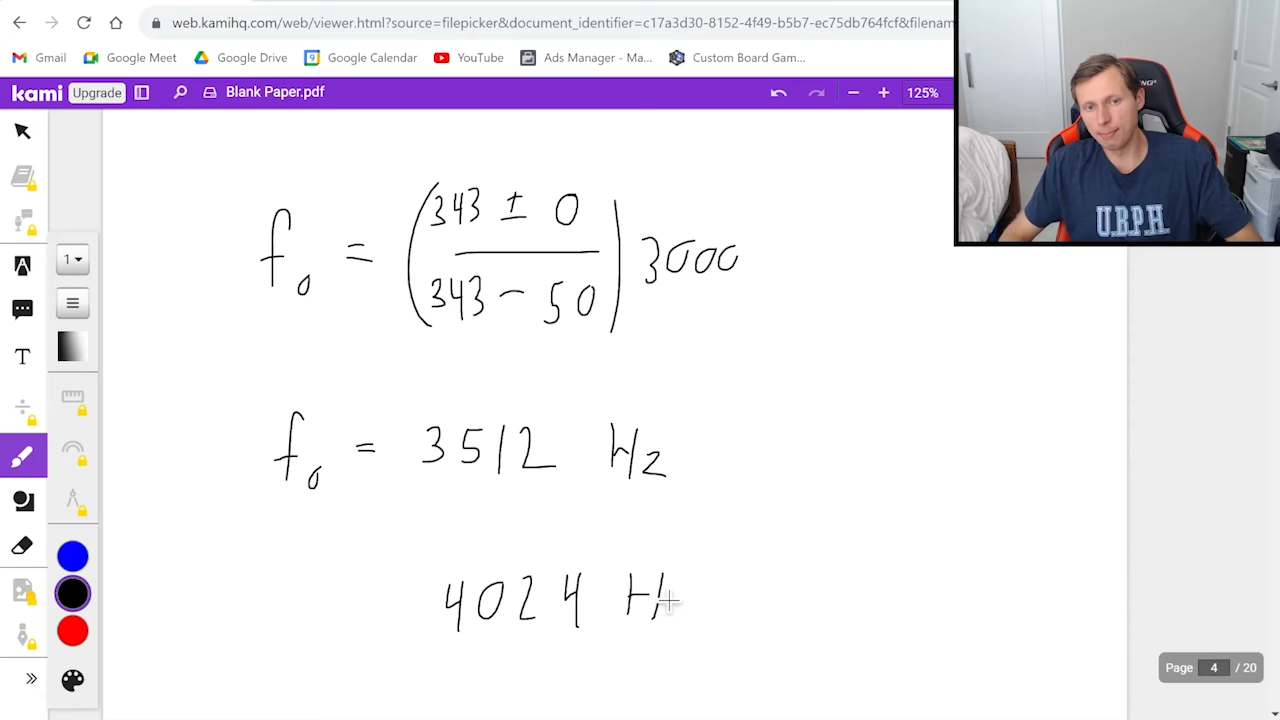 web.kamihq.com/web/viewer.html?source=filepicker&document_identifier=c17a3d30-8152-4f49-b5b7-ec75db764fcf&filenam
Gmail Google Meet Google Drive Google Calendar YouTube Ads Manager - Ma... Custom Board Gam...
kami Upgrade Blank Paper.pdf 125%
U.B.P.H
f₀ = (343 ± 0 / 343 - 50) 3000
1
T
f₀ = 3512 Hz
4024 H
Page 4 / 20